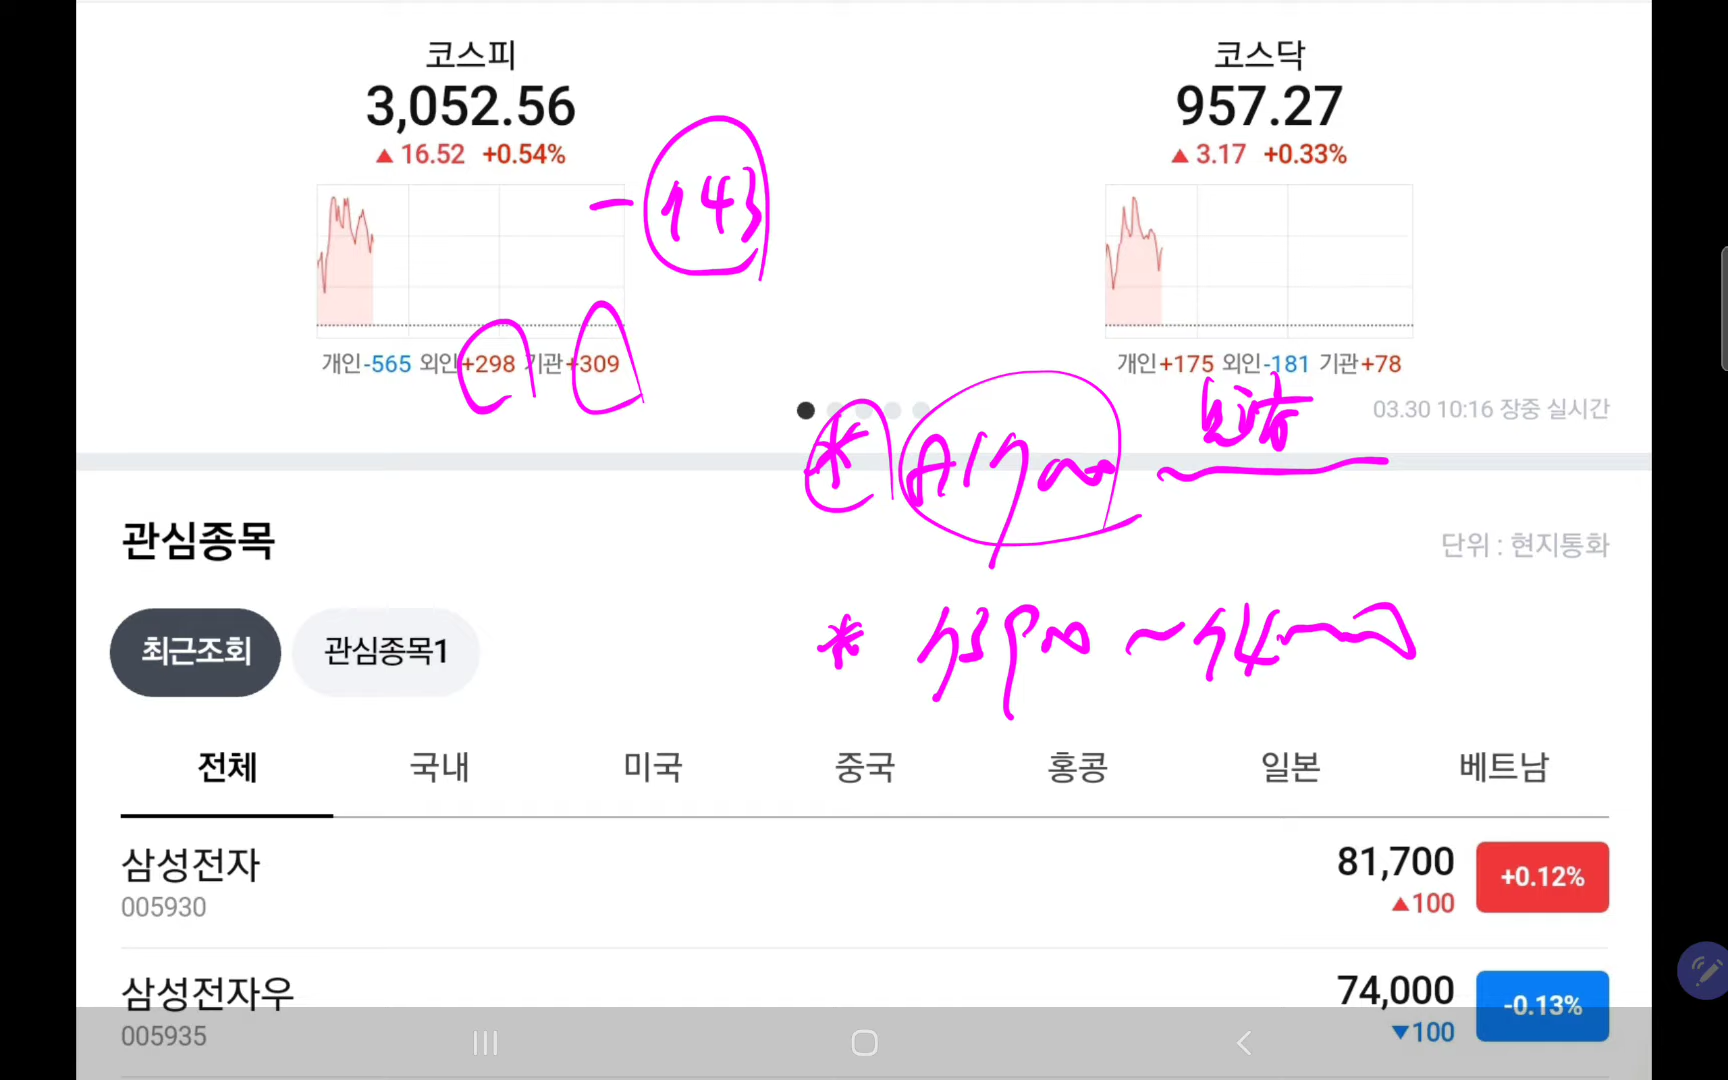 코스피
3,052.56
▲ 16.52 +0.54%
-143
개인-565 외인+298 기관+309
코스닥
957.27
▲ 3.17 +0.33%
개인+175 외인-181 기관+78
03.30 10:16 장중 실시간
관심종목
단위 : 현지통화
최근조회 관심종목1
전체 국내 미국 중국 홍콩 일본 베트남
삼성전자 81,700 +0.12%
005930 ▲100
삼성전자우 74,000 -0.13%
005935 ▼100